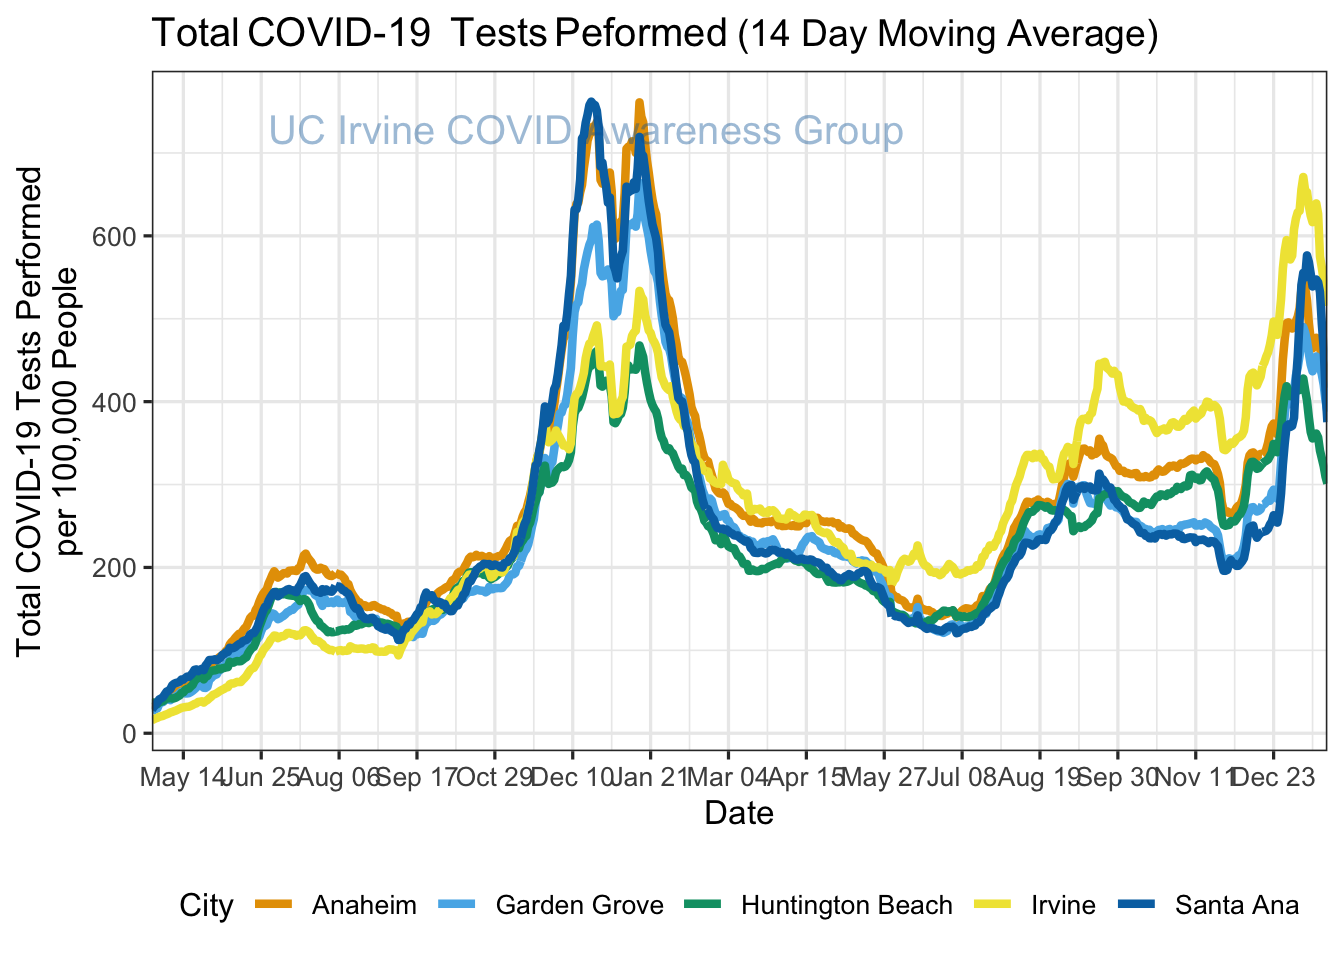 Total COVID-19 Tests Peformed (14 Day Moving Average)
UC Irvine COVID Awareness Group
Total COVID-19 Tests Performed
per 100,000 People
600
400
200
0
May 14 Jun 25 Aug 06 Sep 17 Oct 29 Dec 10 Jan 21 Mar 04 Apr 15 May 27 Jul 08 Aug 19 Sep 30 Nov 11 Dec 23
Date
City Anaheim Garden Grove Huntington Beach Irvine Santa Ana